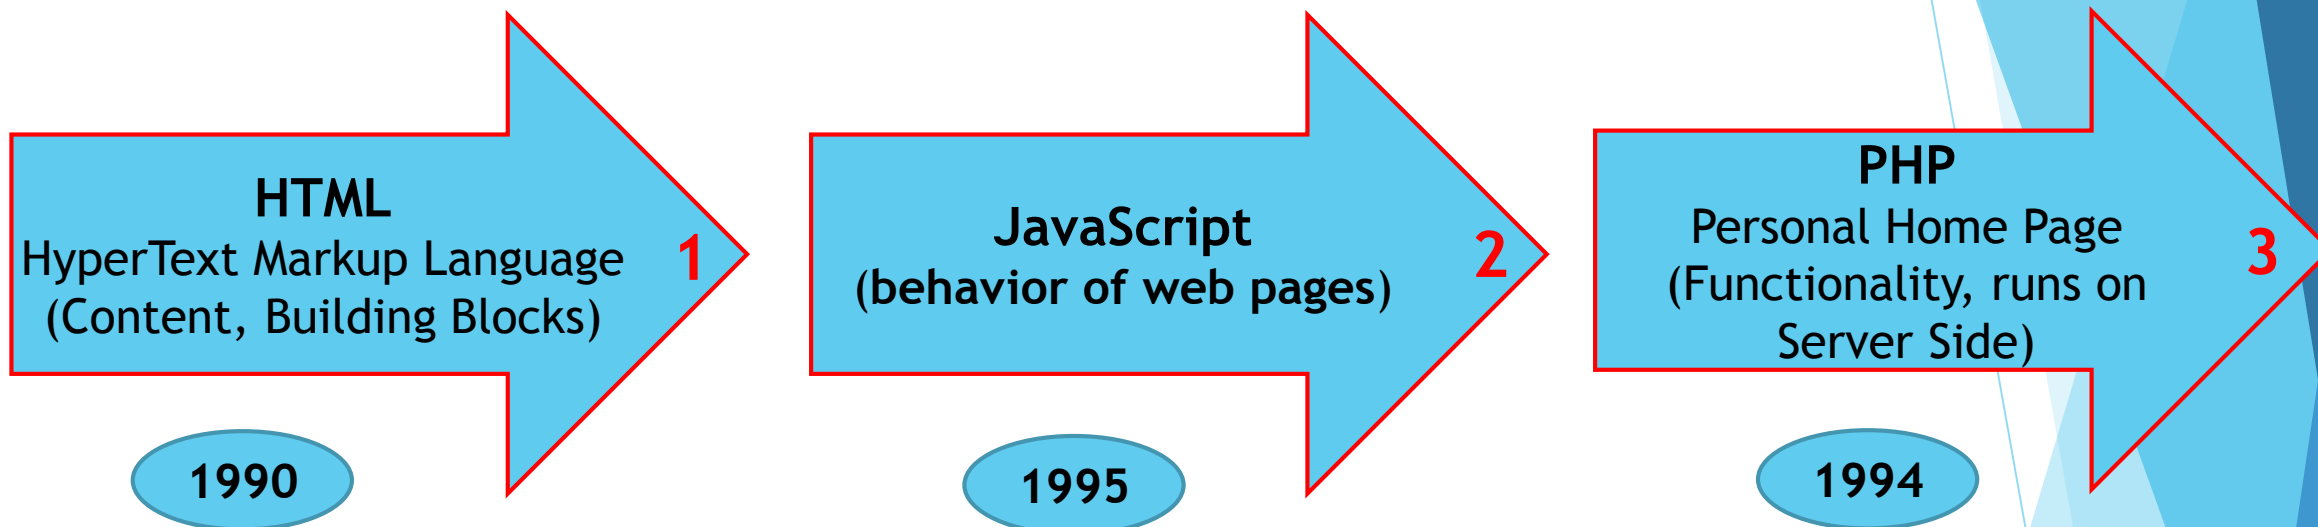 HTML
HyperText Markup Language
(Content, Building Blocks)
1
1990
JavaScript
(behavior of web pages)
2
1995
PHP
Personal Home Page
(Functionality, runs on
Server Side)
3
1994